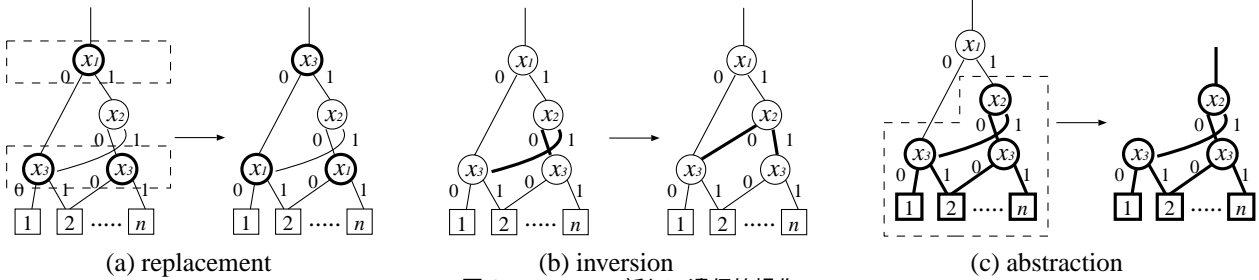 x1
0 1
x2
0 1
x3 x3
0 1 0 1
1 2 ..... n
x3
0 1
x2
0 1
x1 x1
0 1 0 1
1 2 ..... n
(a) replacement
x1
0 1
x2
0 1
x3 x3
0 1 0 1
1 2 ..... n
x1
0 1
x2
0 1
x3 x3
0 1 0 1
1 2 ..... n
(b) inversion
x1
0 1
x2
0 1
x3 x3
0 1 0 1
1 2 ..... n
x2
0 1
x3 x3
0 1 0 1
1 2 ..... n
(c) abstraction